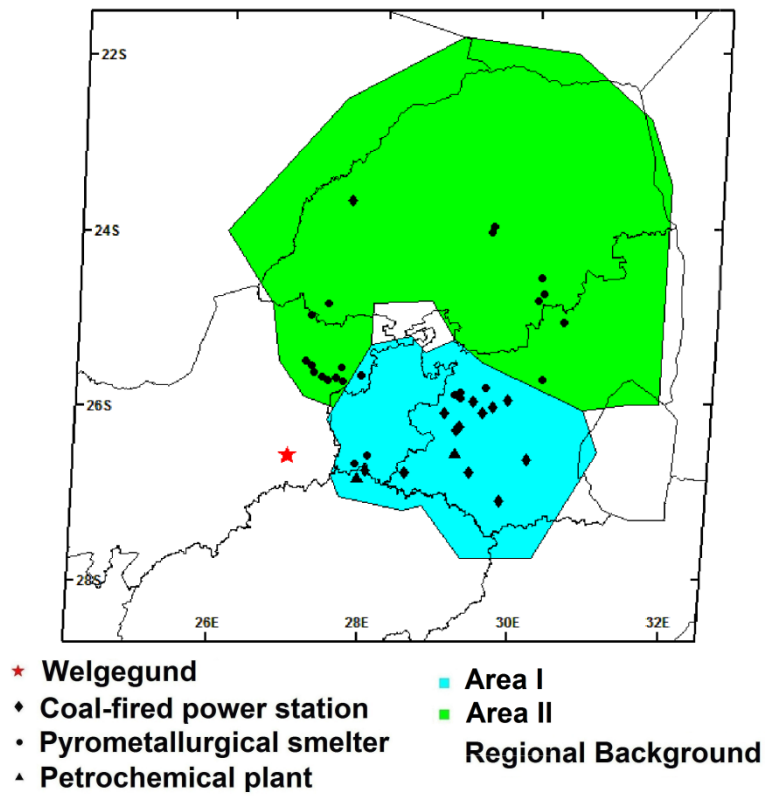 22S
24S
26S
28S
26E
28E
30E
32E
Welgegund
Coal-fired power station
Pyrometallurgical smelter
Petrochemical plant
Area I
Area II
Regional Background